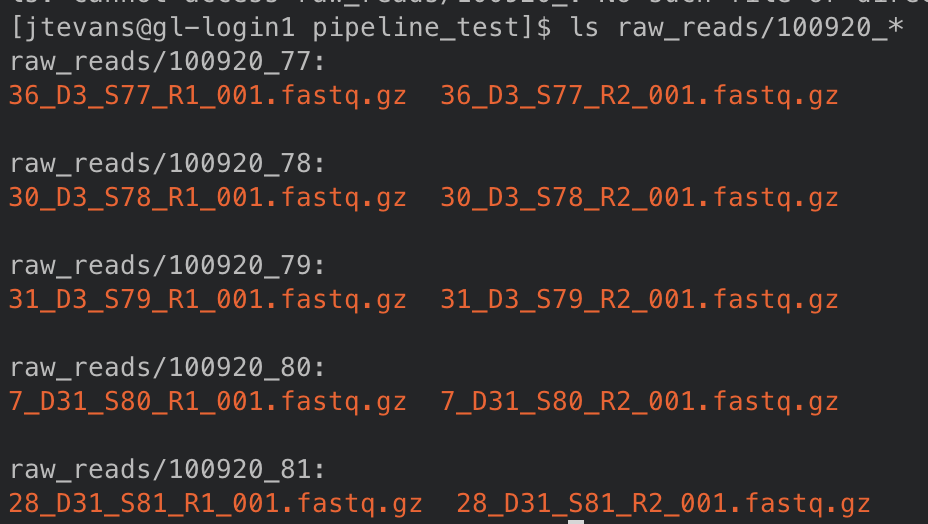 [jtevans@gl-login1 pipeline_test]$ ls raw_reads/100920_*
raw_reads/100920_77:
36_D3_S77_R1_001.fastq.gz  36_D3_S77_R2_001.fastq.gz
raw_reads/100920_78:
30_D3_S78_R1_001.fastq.gz  30_D3_S78_R2_001.fastq.gz
raw_reads/100920_79:
31_D3_S79_R1_001.fastq.gz  31_D3_S79_R2_001.fastq.gz
raw_reads/100920_80:
7_D31_S80_R1_001.fastq.gz  7_D31_S80_R2_001.fastq.gz
raw_reads/100920_81:
28_D31_S81_R1_001.fastq.gz  28_D31_S81_R2_001.fastq.gz